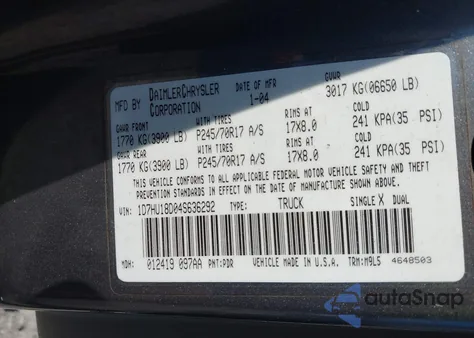 MFD BY DAIMLERCHRYSLER CORPORATION DATE OF MFR 1-04 GVWR 3017 KG(06650 LB)
GAWR FRONT WITH TIRES RIMS AT COLD
1770 KG(3900 LB) P245/70R17 A/S 17X8.0 241 KPA(35 PSI)
GAWR REAR WITH TIRES RIMS AT COLD
1770 KG(3900 LB) P245/70R17 A/S 17X8.0 241 KPA(35 PSI)
THIS VEHICLE CONFORMS TO ALL APPLICABLE FEDERAL MOTOR VEHICLE SAFETY AND THEFT
PREVENTION STANDARDS IN EFFECT ON THE DATE OF MANUFACTURE SHOWN ABOVE.
VIN: 1D7HU18D04S636292 TYPE: TRUCK SINGLE X DUAL
MDH: 012419 097AA PNT:PDR VEHICLE MADE IN U.S.A. TRM:M9L5 4648503
autoSnap